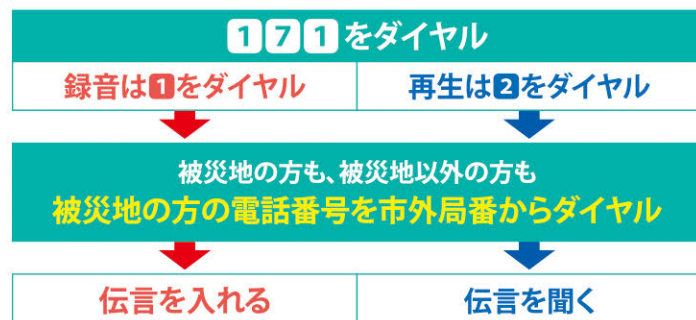 171をダイヤル
録音は1をダイヤル
再生は2をダイヤル
被災地の方も、被災地以外の方も
被災地の方の電話番号を市外局番からダイヤル
伝言を入れる
伝言を聞く